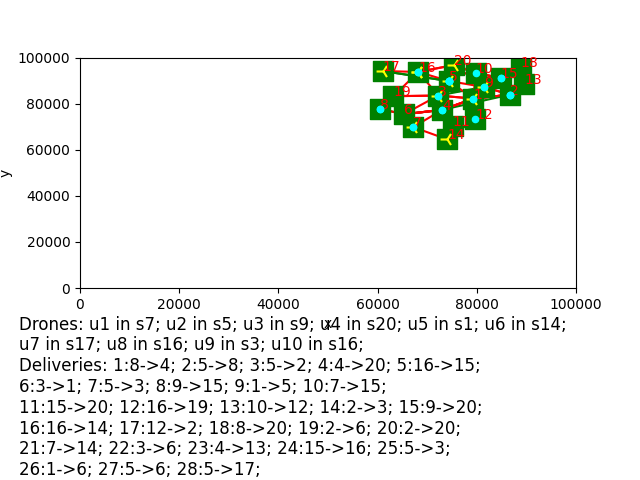 100000
80000
60000
40000
20000
0
y
0 20000 40000 60000 80000 100000
x
17 16 20
19
12
14
Drones: u1 in s7; u2 in s5; u3 in s9; u4 in s20; u5 in s1; u6 in s14;
u7 in s17; u8 in s16; u9 in s3; u10 in s16;
Deliveries: 1:8->4; 2:5->8; 3:5->2; 4:4->20; 5:16->15;
6:3->1; 7:5->3; 8:9->15; 9:1->5; 10:7->15;
11:15->20; 12:16->19; 13:10->12; 14:2->3; 15:9->20;
16:16->14; 17:12->2; 18:8->20; 19:2->6; 20:2->20;
21:7->14; 22:3->6; 23:4->13; 24:15->16; 25:5->3;
26:1->6; 27:5->6; 28:5->17;